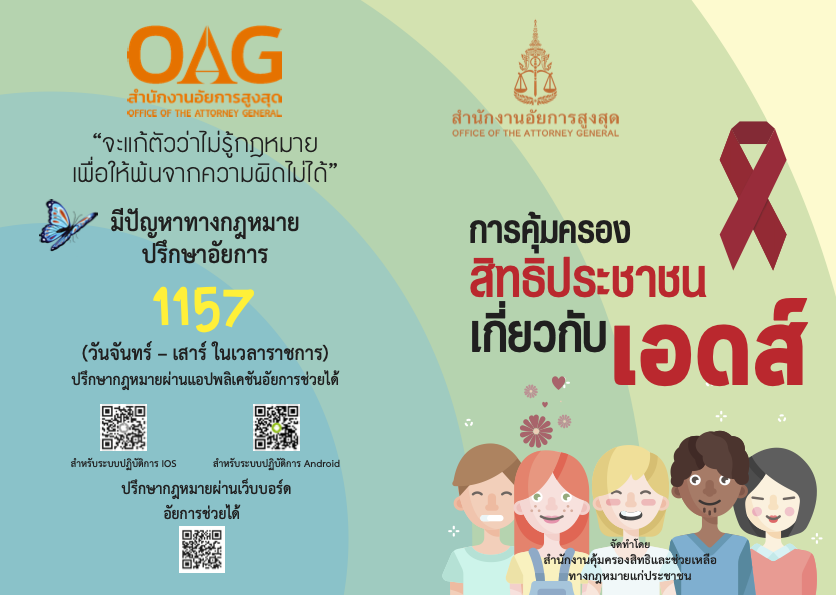 OAG
สำนักงานอัยการสูงสุด
OFFICE OF THE ATTORNEY GENERAL
“จะแก้ตัวว่าไม่รู้กฎหมาย
เพื่อให้พ้นจากความผิดไม่ได้”
มีปัญหาทางกฎหมาย
ปรึกษาอัยการ
1157
(วันจันทร์ – เสาร์ ในเวลาราชการ)
ปรึกษากฎหมายผ่านแอปพลิเคชันอัยการช่วยได้
สำหรับระบบปฏิบัติการ IOS
สำหรับระบบปฏิบัติการ Android
ปรึกษากฎหมายผ่านเว็บบอร์ด
อัยการช่วยได้
สำนักงานอัยการสูงสุด
OFFICE OF THE ATTORNEY GENERAL
การคุ้มครอง
สิทธิประชาชน
เกี่ยวกับเอดส์
จัดทำโดย
สำนักงานคุ้มครองสิทธิและช่วยเหลือ
ทางกฎหมายแก่ประชาชน